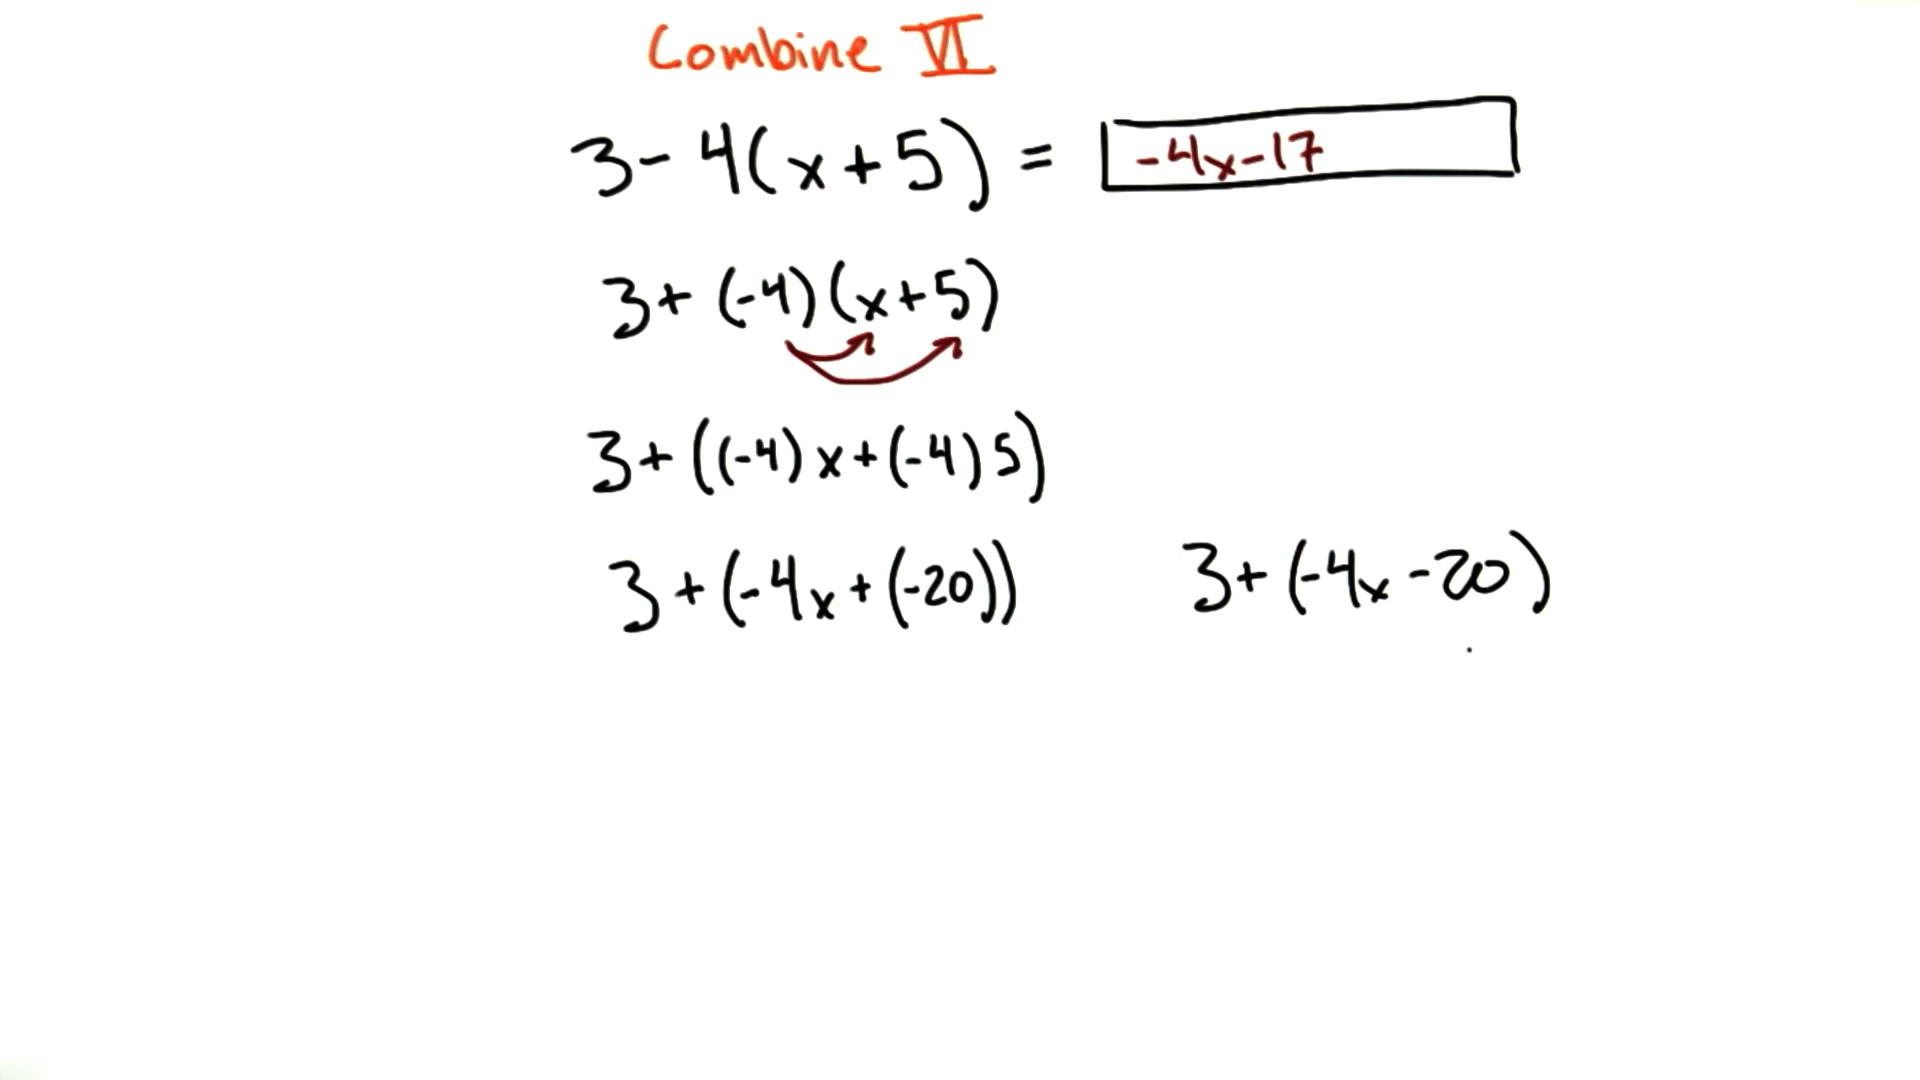 Combine VI
3 - 4(x + 5) = -4x - 17
3 + (-4)(x + 5)
3 + ((-4)x + (-4)5)
3 + (-4x + (-20))
3 + (-4x - 20)